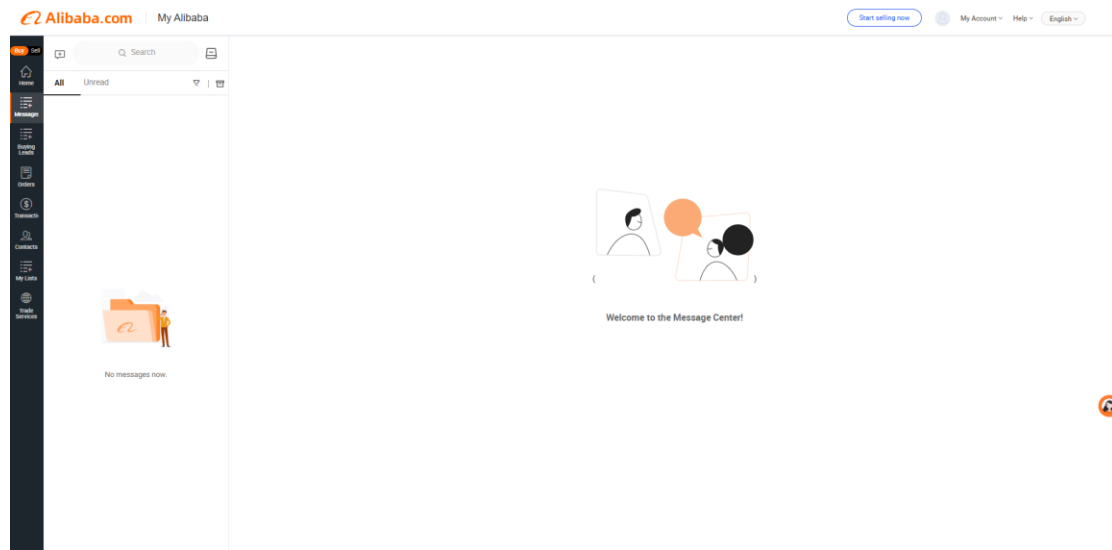 Alibaba.com My Alibaba
Start selling now
My Account
Help
English
Buy Sell
Home
Messages
Buying
Leads
Orders
Transacti
Contacts
My Lists
Trade
Services
Search
All Unread
No messages now.
Welcome to the Message Center!